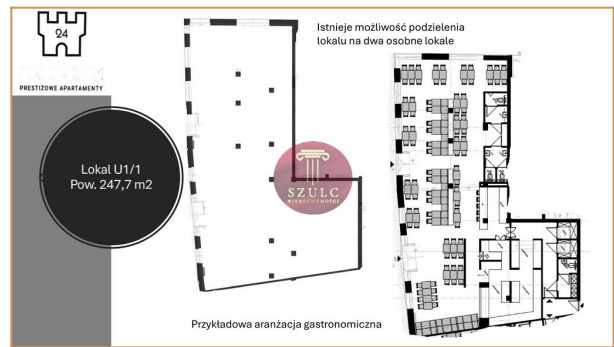 24
PRESTIŻOWE APARTAMENTY
Lokal U1/1
Pow. 247,7 m2
Istnieje możliwość podzielenia
lokalu na dwa osobne lokale
SZULC
NIERUCHOMOŚCI
Przykładowa aranżacja gastronomiczna